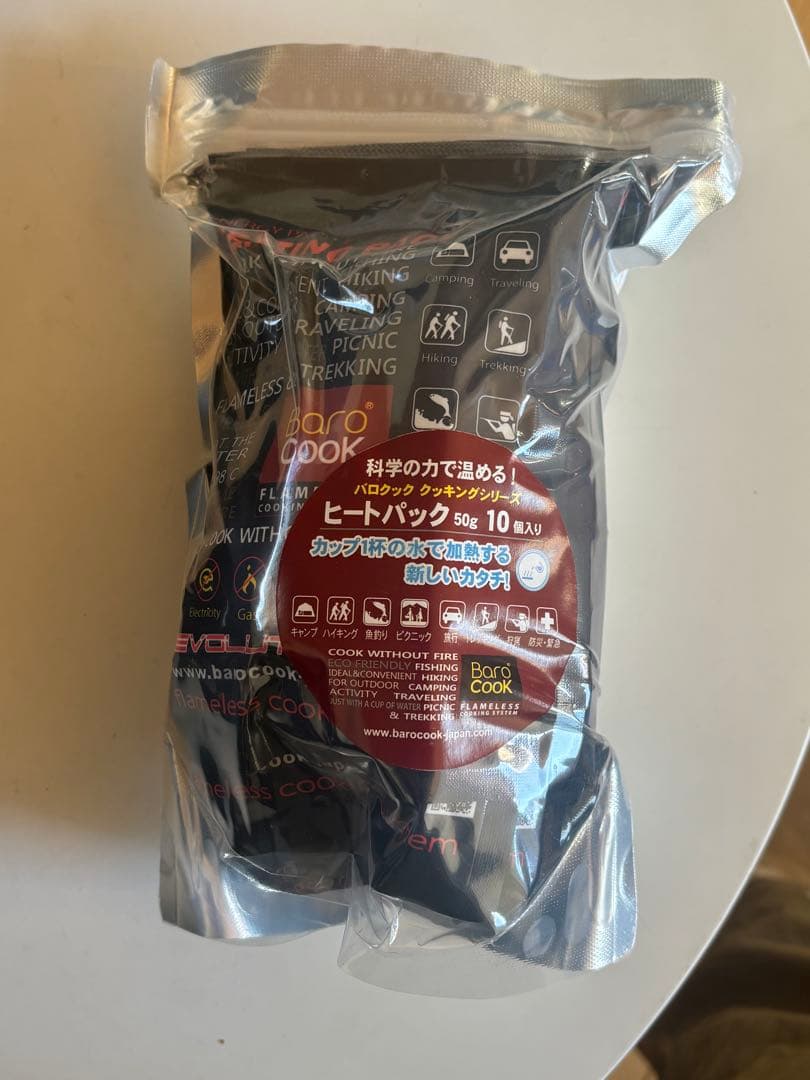 Camping
Traveling
HIKING
CAMPING
RAVELING
PICNIC
TREKKING
FLAMELESS &
Hiking
Trekking
Baro®
COOK
科学の力で温める!
バロクック クッキングシリーズ
ヒートパック 50g 10個入り
カップ1杯の水で加熱する
新しいカタチ!
Electricity
キャンプ ハイキング 魚釣り ピクニック 旅行 防災・緊急
COOK WITHOUT FIRE
ECO FRIENDLY FISHING
IDEAL&CONVENIENT HIKING
FOR OUTDOOR CAMPING
ACTIVITY TRAVELING
JUST WITH A CUP OF WATER PICNIC
& TREKKING
Baro
COOK
FLAMELESS
COOKING SYSTEM
www.barocook-japan.com
flameless cook